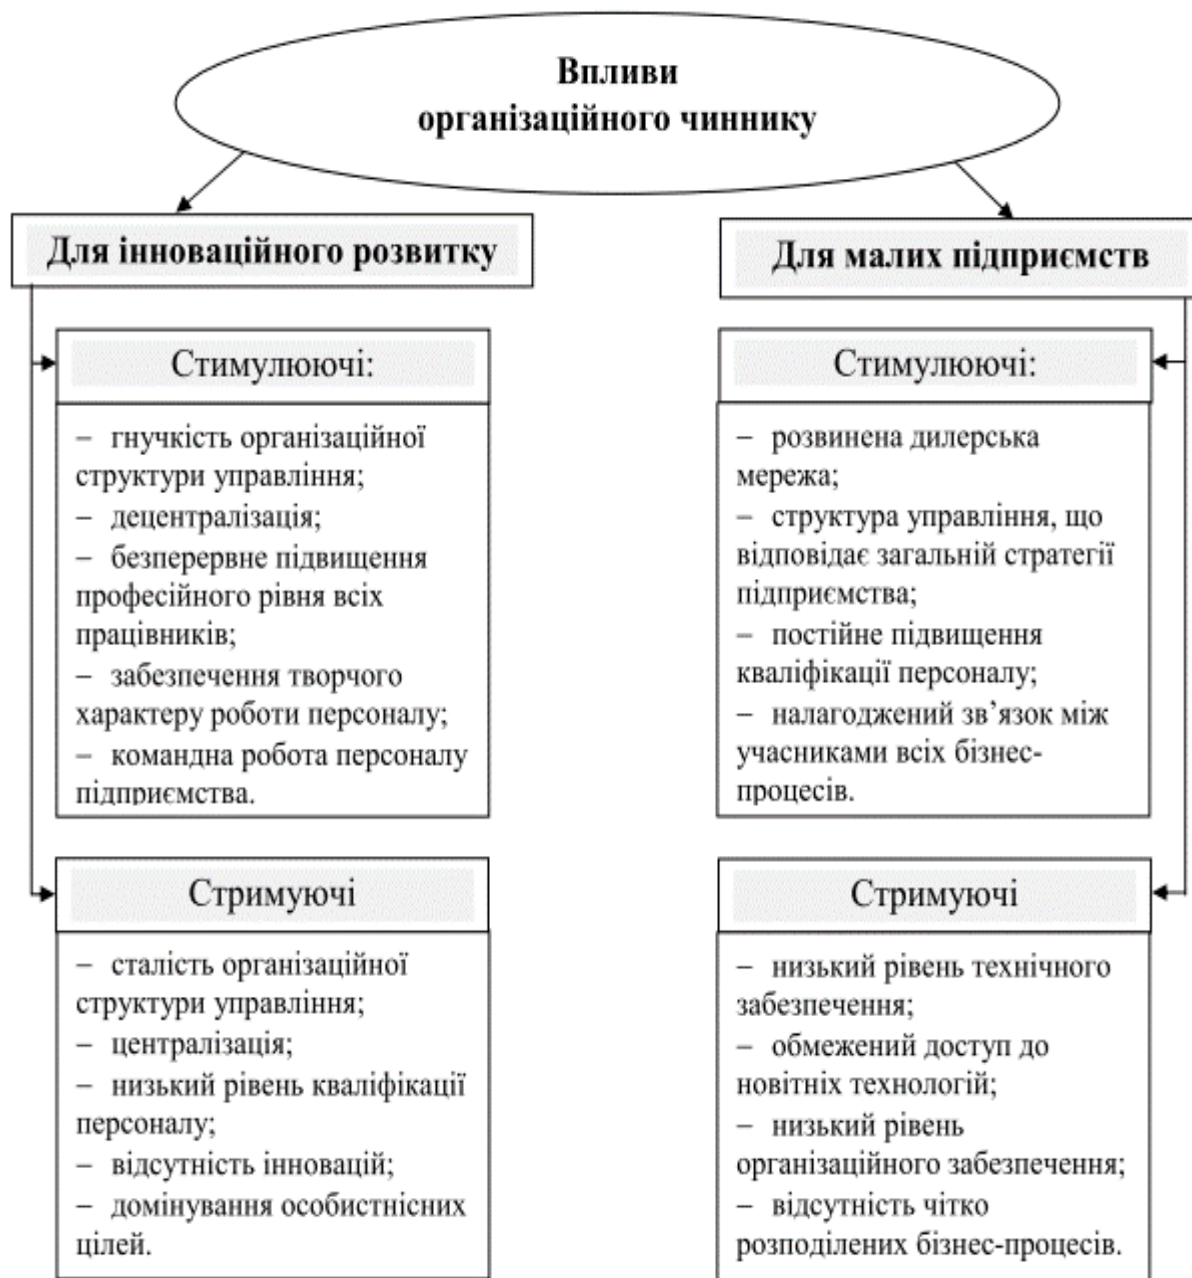 Впливи
організаційного чиннику
Для інноваційного розвитку
Стимулюючі:
– гнучкість організаційної
структури управління;
– децентралізація;
– безперервне підвищення
професійного рівня всіх
працівників;
– забезпечення творчого
характеру роботи персоналу;
– командна робота персоналу
підприємства.
Стримуючі
– сталість організаційної
структури управління;
– централізація;
– низький рівень кваліфікації
персоналу;
– відсутність інновацій;
– домінування особистнісних
цілей.
Для малих підприємств
Стимулюючі:
– розвинена дилерська
мережа;
– структура управління, що
відповідає загальній стратегії
підприємства;
– постійне підвищення
кваліфікації персоналу;
– налагоджений зв’язок між
учасниками всіх бізнес-
процесів.
Стримуючі
– низький рівень технічного
забезпечення;
– обмежений доступ до
новітніх технологій;
– низький рівень
організаційного забезпечення;
– відсутність чітко
розподілених бізнес-процесів.